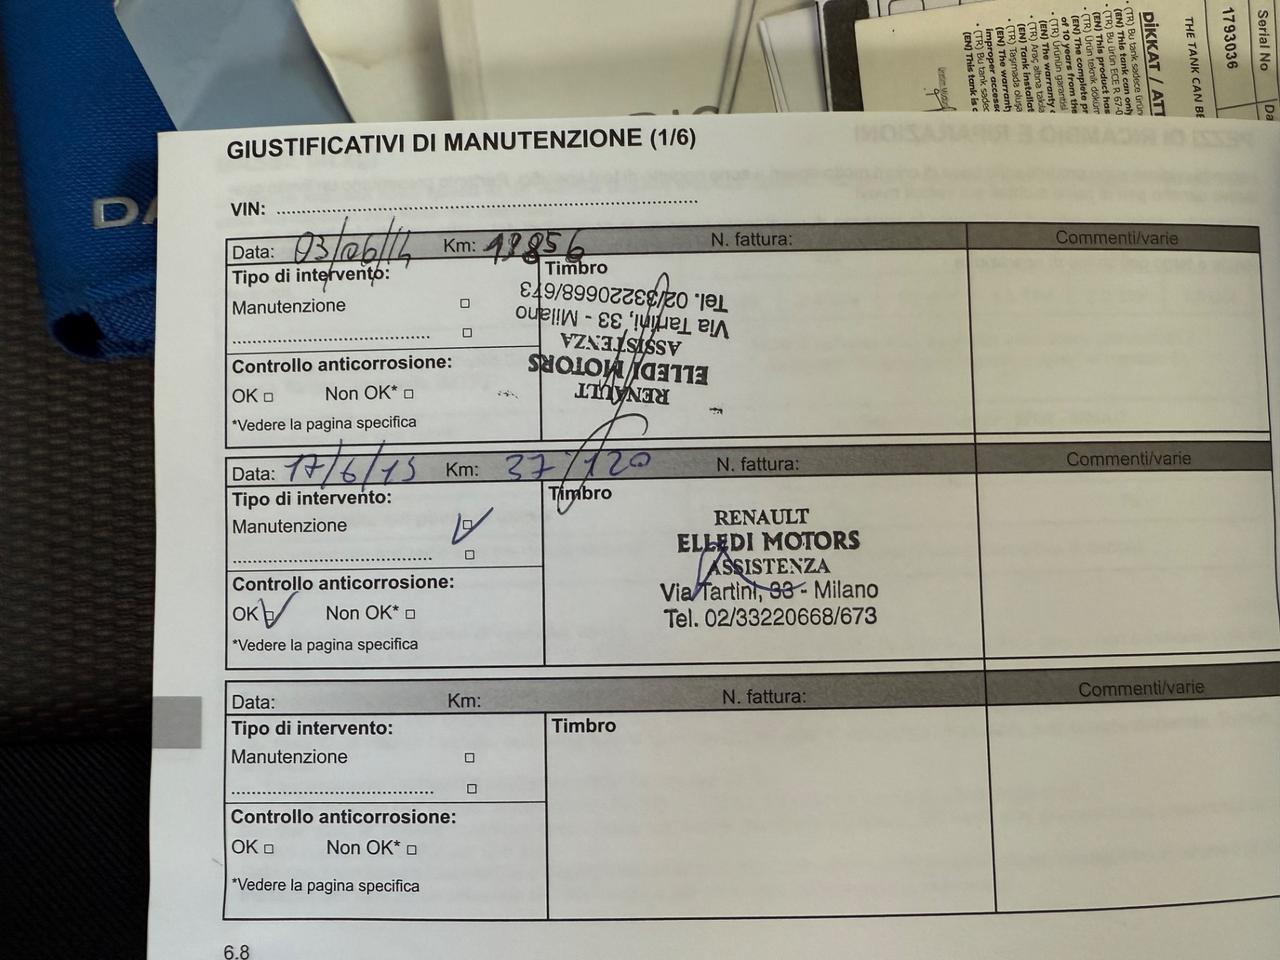 Serial No
1793036
THE TANK CAN BE
DİKKAT / ATT
DA
GIUSTIFICATIVI DI MANUTENZIONE (1/6)
VIN:
Data: 03/06/14 Km: N. fattura: Commenti/varie
Tipo di intervento: Timbro
Manutenzione
Controllo anticorrosione:
OK Non OK*
*Vedere la pagina specifica
RENAULT
ELLEDI MOTORS
ASSISTENZA
Via Tartini, 33 - Milano
Tel. 02/33220668/673
Data: 17/6/15 Km: 37120 N. fattura: Commenti/varie
Tipo di intervento: Timbro
Manutenzione
Controllo anticorrosione:
OK Non OK*
*Vedere la pagina specifica
RENAULT
ELLEDI MOTORS
ASSISTENZA
Via Tartini, 33 - Milano
Tel. 02/33220668/673
Data: Km: N. fattura: Commenti/varie
Tipo di intervento: Timbro
Manutenzione
Controllo anticorrosione:
OK Non OK*
*Vedere la pagina specifica
6.8